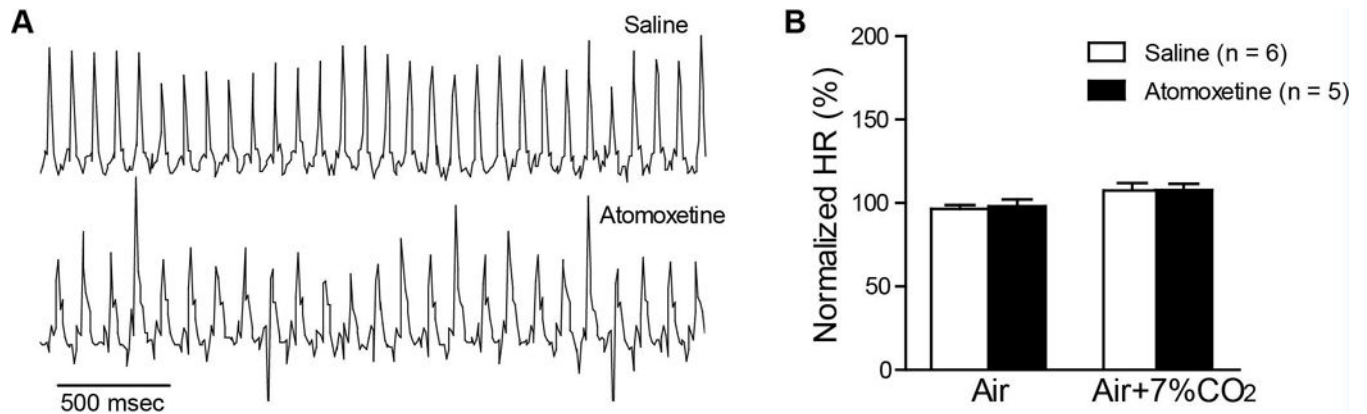 A
Saline
Atomoxetine
500 msec
B
Normalized HR (%)
200
150
100
50
0
Saline (n = 6)
Atomoxetine (n = 5)
Air
Air+7%CO2